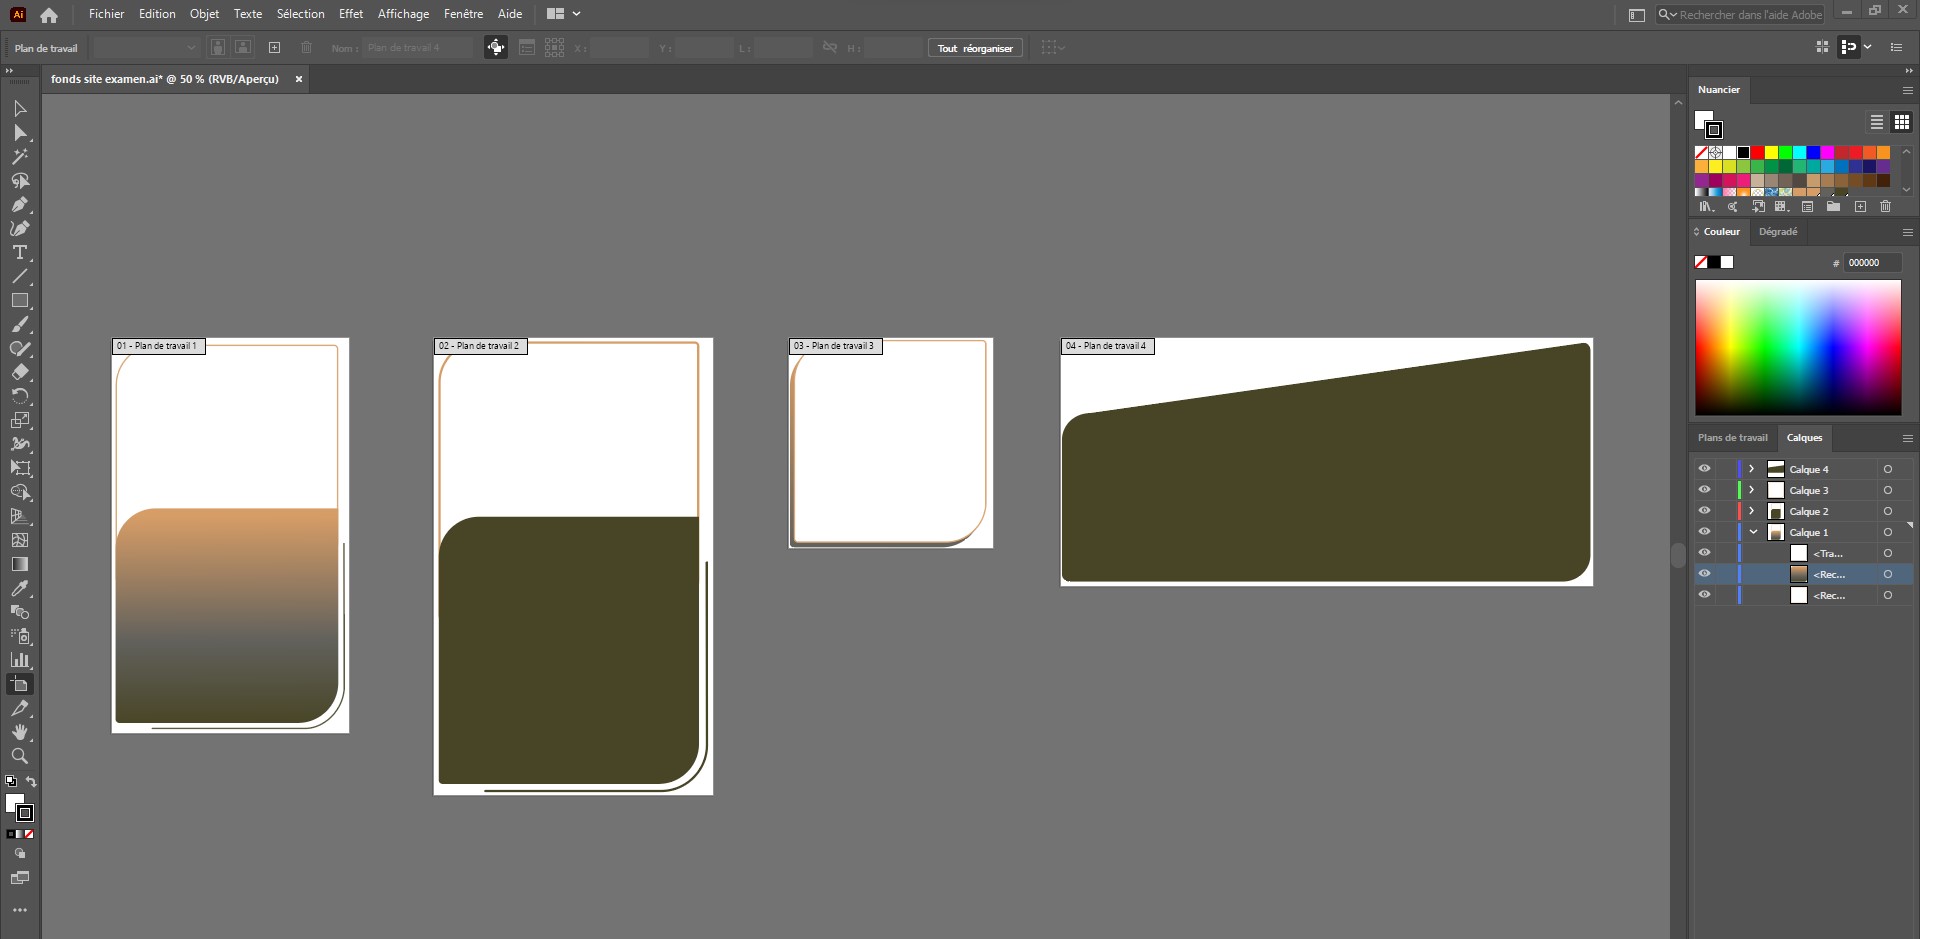 Ai Fichier Edition Objet Texte Sélection Effet Affichage Fenêtre Aide Rechercher dans l'aide Adobe
Plan de travail Nom : Plan de travail 4 X : Y : L : H : Tout réorganiser
fonds site examen.ai* @ 50 % (RVB/Aperçu) ×
Nuancier
Couleur Dégradé
# 000000
01 - Plan de travail 1
02 - Plan de travail 2
03 - Plan de travail 3
04 - Plan de travail 4
Plans de travail Calques
Calque 4
Calque 3
Calque 2
Calque 1
<Tra...
<Rec...
<Rec...